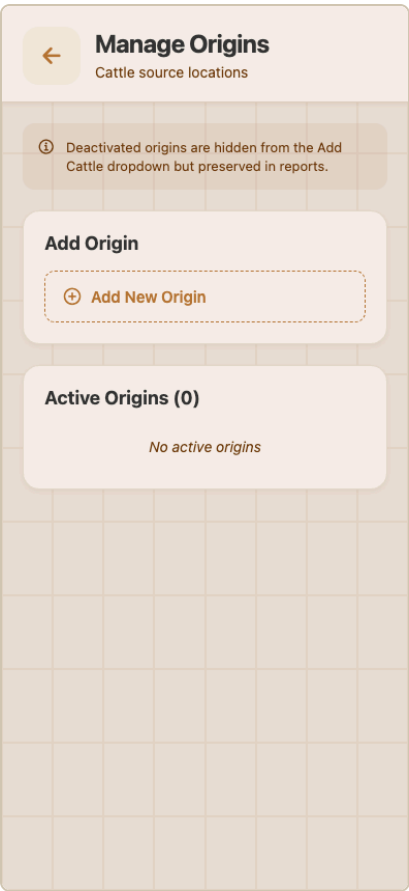 Manage Origins
Cattle source locations
Deactivated origins are hidden from the Add
Cattle dropdown but preserved in reports.
Add Origin
Add New Origin
Active Origins (0)
No active origins